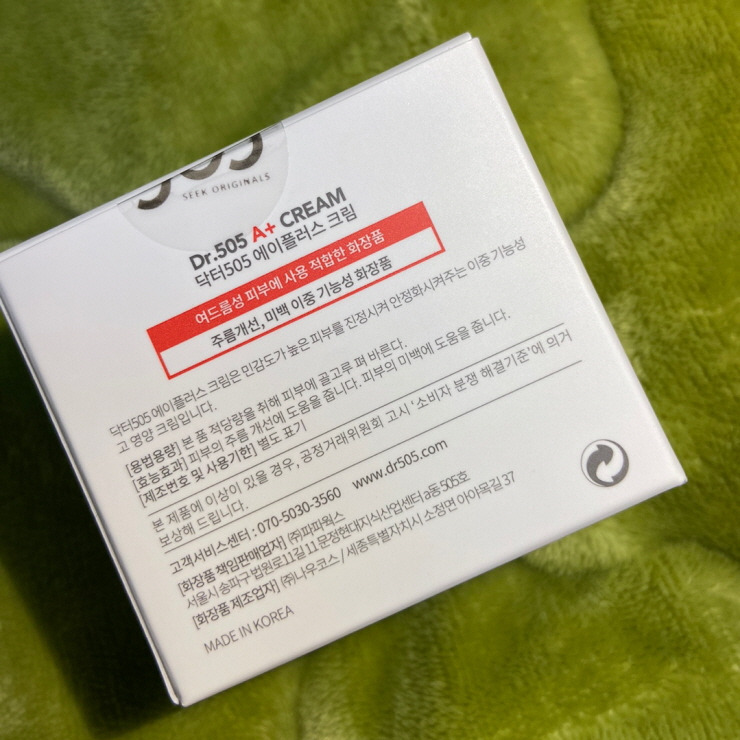 505
SEEK ORIGINALS
Dr.505 A+ CREAM
닥터505 에이플러스 크림
여드름성 피부에 사용 적합한 화장품
주름개선, 미백 이중 기능성 화장품
닥터505 에이플러스 크림은 민감도가 높은 피부를 진정시켜 안정화시켜주는 이중 기능성
고 영양 크림입니다.
[용법용량] 본 품 적당량을 취해 피부에 골고루 펴 바른다.
[효능효과] 피부의 주름 개선에 도움을 준다. 피부의 미백에 도움을 준다.
[제조번호 및 사용기한] 별도 표기
본 제품에 이상이 있을 경우, 공정거래위원회 고시 '소비자 분쟁 해결기준'에 의거
보상해 드립니다.
고객서비스센터 : 070-5030-3560 www.dr505.com
[화장품 책임판매업자] (주)파파웍스
서울시 송파구 법원로11길 11 문정현대지식산업센터 a동 505호
[화장품 제조업자] (주)나우코스 / 세종특별자치시 소정면 아야목길 37
MADE IN KOREA